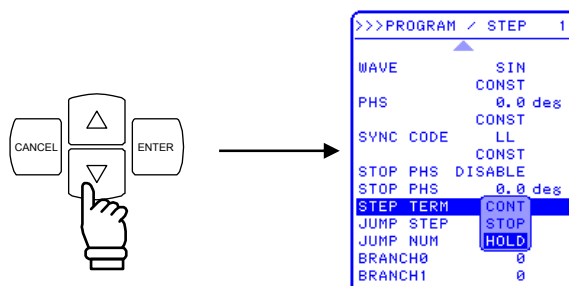 CANCEL
ENTER
>>>PROGRAM / STEP 1
WAVE SIN
CONST
PHS 0.0 deg
CONST
SYNC CODE LL
CONST
STOP PHS DISABLE
STOP PHS 0.0 deg
STEP TERM CONT
JUMP STEP STOP
JUMP NUM HOLD
BRANCH0 0
BRANCH1 0